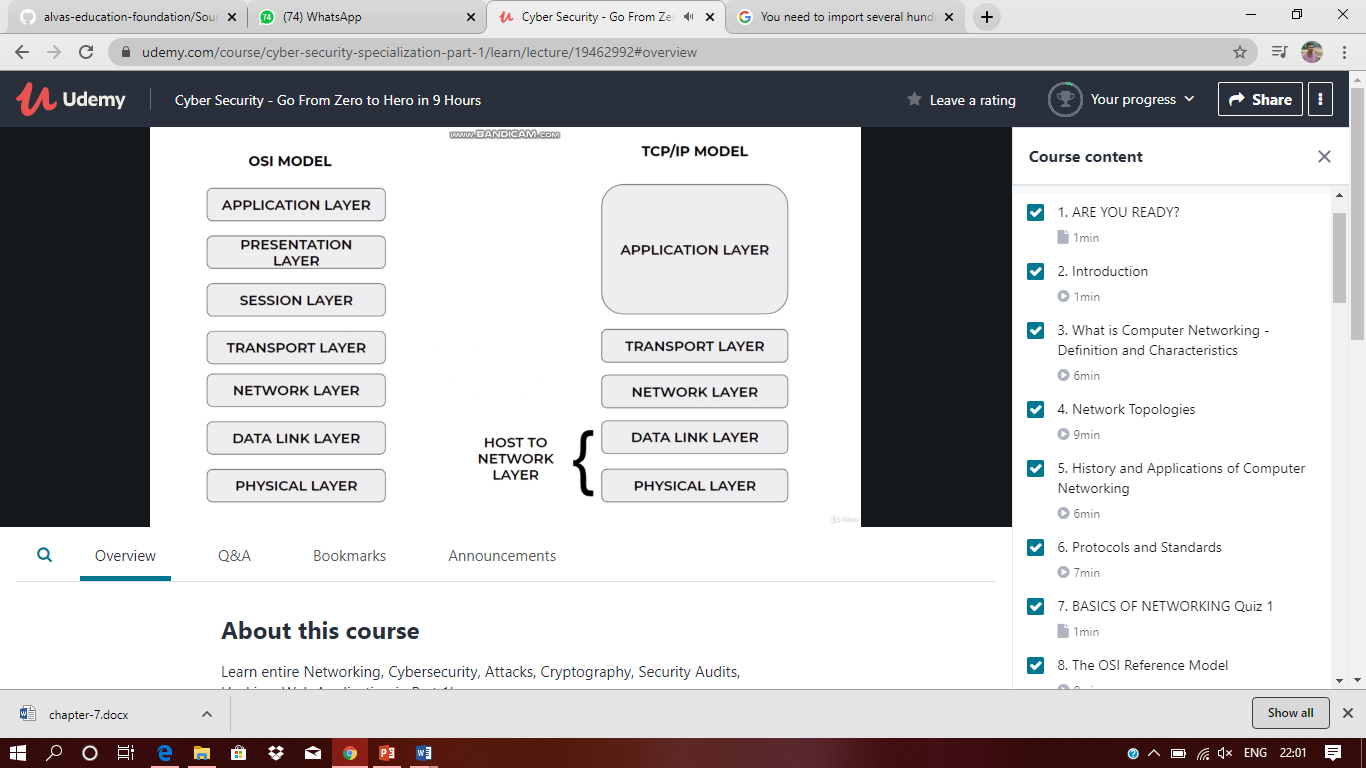 alvas-education-foundation/Sou
74
(74) WhatsApp
Cyber Security - Go From Ze
You need to import several hund
udemy.com/course/cyber-security-specialization-part-1/learn/lecture/19462992#overview
Udemy
Cyber Security - Go From Zero to Hero in 9 Hours
Leave a rating
Your progress
Share
www.BANDICAM.com
OSI MODEL
APPLICATION LAYER
PRESENTATION
LAYER
SESSION LAYER
TRANSPORT LAYER
NETWORK LAYER
DATA LINK LAYER
PHYSICAL LAYER
TCP/IP MODEL
APPLICATION LAYER
TRANSPORT LAYER
NETWORK LAYER
DATA LINK LAYER
PHYSICAL LAYER
HOST TO
NETWORK
LAYER
Udemy
Course content
1. ARE YOU READY?
1min
2. Introduction
1min
3. What is Computer Networking -
Definition and Characteristics
6min
4. Network Topologies
9min
5. History and Applications of Computer
Networking
6min
6. Protocols and Standards
7min
7. BASICS OF NETWORKING Quiz 1
1min
8. The OSI Reference Model
Overview
Q&A
Bookmarks
Announcements
About this course
Learn entire Networking, Cybersecurity, Attacks, Cryptography, Security Audits,
chapter-7.docx
Show all
ENG
22:01